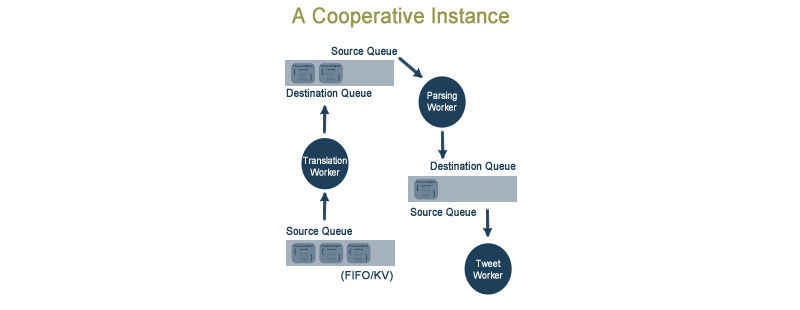 A Cooperative Instance
Source Queue
Destination Queue
Parsing
Worker
Translation
Worker
Destination Queue
Source Queue
Source Queue
(FIFO/KV)
Tweet
Worker